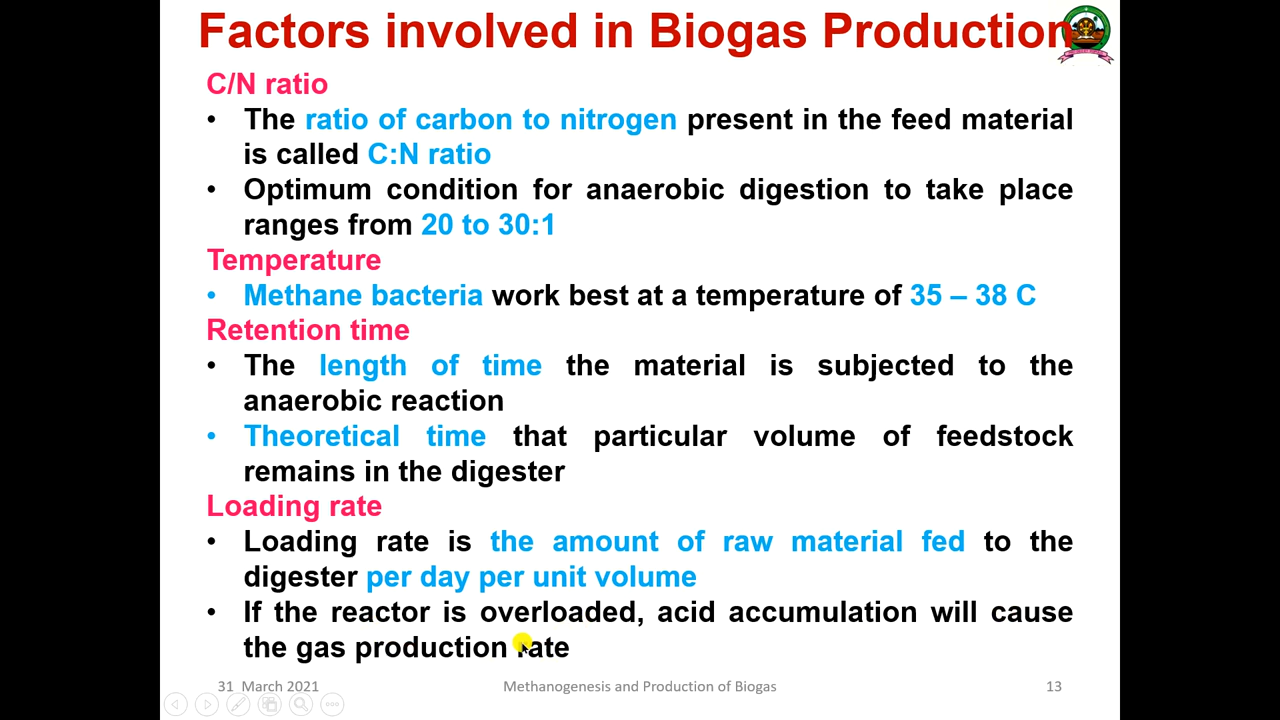 Factors involved in Biogas Production
C/N ratio
• The ratio of carbon to nitrogen present in the feed material
is called C:N ratio
• Optimum condition for anaerobic digestion to take place
ranges from 20 to 30:1
Temperature
• Methane bacteria work best at a temperature of 35 – 38 C
Retention time
• The length of time the material is subjected to the
anaerobic reaction
• Theoretical time that particular volume of feedstock
remains in the digester
Loading rate
• Loading rate is the amount of raw material fed to the
digester per day per unit volume
• If the reactor is overloaded, acid accumulation will cause
the gas production rate
31 March 2021 Methanogenesis and Production of Biogas 13